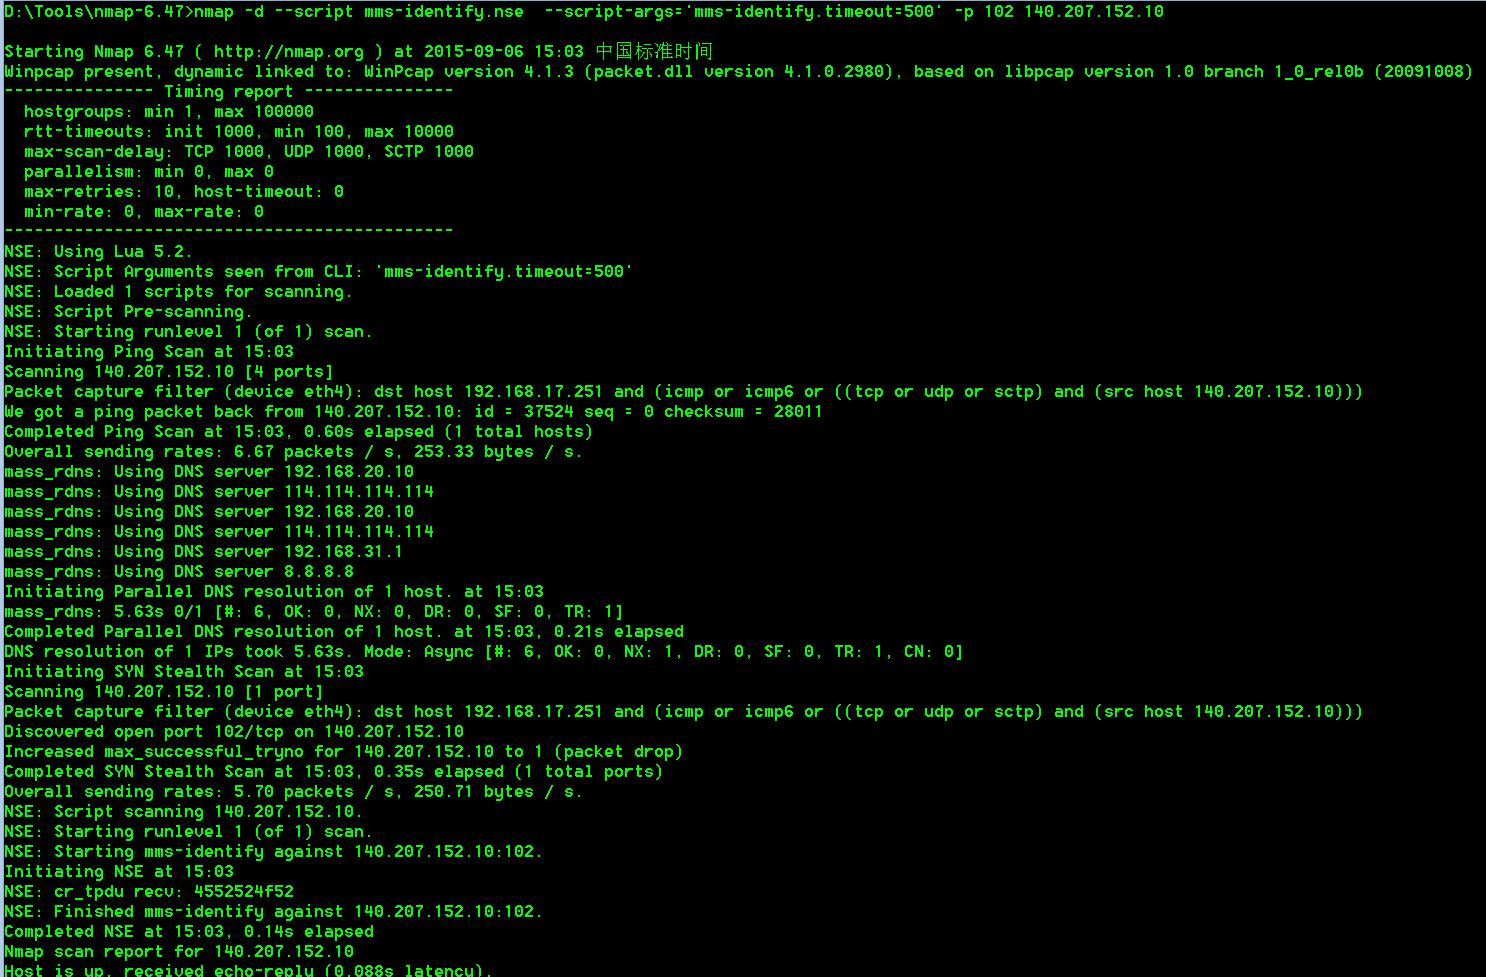 D:\Tools\nmap-6.47>nmap -d --script mms-identify.nse  --script-args='mms-identify.timeout=500' -p 102 140.207.152.10
Starting Nmap 6.47 ( http://nmap.org ) at 2015-09-06 15:03 中国标准时间
Winpcap present, dynamic linked to: WinPcap version 4.1.3 (packet.dll version 4.1.0.2980), based on libpcap version 1.0 branch 1_0_rel0b (20091008)
--------------- Timing report ---------------
  hostgroups: min 1, max 100000
  rtt-timeouts: init 1000, min 100, max 10000
  max-scan-delay: TCP 1000, UDP 1000, SCTP 1000
  parallelism: min 0, max 0
  max-retries: 10, host-timeout: 0
  min-rate: 0, max-rate: 0
---------------------------------------------
NSE: Using Lua 5.2.
NSE: Script Arguments seen from CLI: 'mms-identify.timeout=500'
NSE: Loaded 1 scripts for scanning.
NSE: Script Pre-scanning.
NSE: Starting runlevel 1 (of 1) scan.
Initiating Ping Scan at 15:03
Scanning 140.207.152.10 [4 ports]
Packet capture filter (device eth4): dst host 192.168.17.251 and (icmp or icmp6 or ((tcp or udp or sctp) and (src host 140.207.152.10)))
We got a ping packet back from 140.207.152.10: id = 37524 seq = 0 checksum = 28011
Completed Ping Scan at 15:03, 0.60s elapsed (1 total hosts)
Overall sending rates: 6.67 packets / s, 253.33 bytes / s.
mass_rdns: Using DNS server 192.168.20.10
mass_rdns: Using DNS server 114.114.114.114
mass_rdns: Using DNS server 192.168.20.10
mass_rdns: Using DNS server 114.114.114.114
mass_rdns: Using DNS server 192.168.31.1
mass_rdns: Using DNS server 8.8.8.8
Initiating Parallel DNS resolution of 1 host. at 15:03
mass_rdns: 5.63s 0/1 [#: 6, OK: 0, NX: 0, DR: 0, SF: 0, TR: 1]
Completed Parallel DNS resolution of 1 host. at 15:03, 0.21s elapsed
DNS resolution of 1 IPs took 5.63s. Mode: Async [#: 6, OK: 0, NX: 1, DR: 0, SF: 0, TR: 1, CN: 0]
Initiating SYN Stealth Scan at 15:03
Scanning 140.207.152.10 [1 port]
Packet capture filter (device eth4): dst host 192.168.17.251 and (icmp or icmp6 or ((tcp or udp or sctp) and (src host 140.207.152.10)))
Discovered open port 102/tcp on 140.207.152.10
Increased max_successful_tryno for 140.207.152.10 to 1 (packet drop)
Completed SYN Stealth Scan at 15:03, 0.35s elapsed (1 total ports)
Overall sending rates: 5.70 packets / s, 250.71 bytes / s.
NSE: Script scanning 140.207.152.10.
NSE: Starting runlevel 1 (of 1) scan.
NSE: Starting mms-identify against 140.207.152.10:102.
Initiating NSE at 15:03
NSE: cr_tpdu recv: 4552524f52
NSE: Finished mms-identify against 140.207.152.10:102.
Completed NSE at 15:03, 0.14s elapsed
Nmap scan report for 140.207.152.10
Host is up, received echo-reply (0.088s latency).